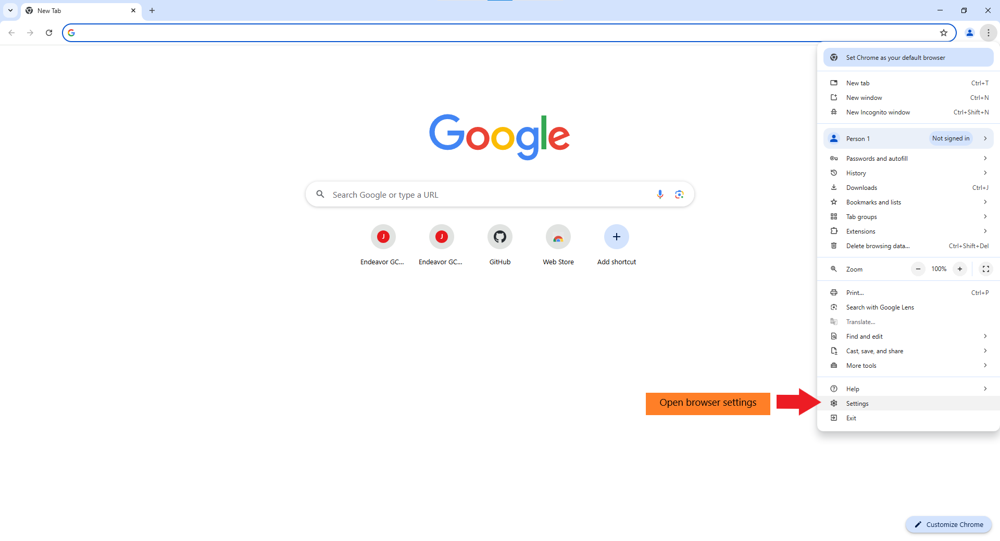 New Tab
Set Chrome as your default browser
New tab Ctrl+T
New window Ctrl+N
New Incognito window Ctrl+Shift+N
Person 1 Not signed in
Passwords and autofill
History
Downloads Ctrl+J
Bookmarks and lists
Tab groups
Extensions
Delete browsing data... Ctrl+Shift+Del
Zoom − 100% +
Print... Ctrl+P
Search with Google Lens
Translate...
Find and edit
Cast, save, and share
More tools
Help
Settings
Exit
Google
Search Google or type a URL
J J
Endeavor GC... Endeavor GC... GitHub Web Store Add shortcut
Open browser settings
Customize Chrome